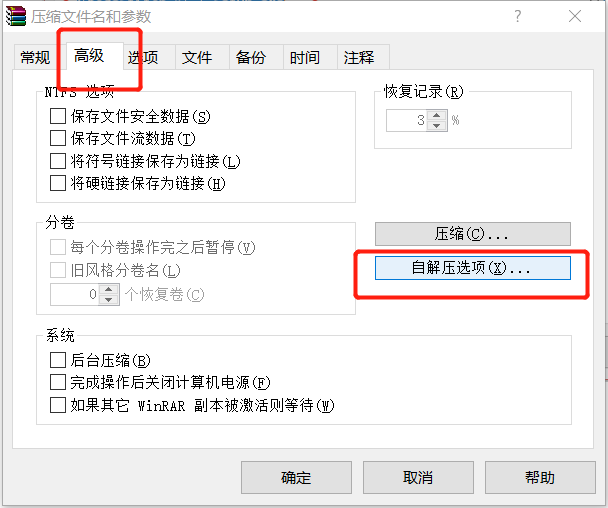 压缩文件名和参数
常规 高级 选项 文件 备份 时间 注释
NTFS 选项
保存文件安全数据(S)
保存文件流数据(T)
将符号链接保存为链接(L)
将硬链接保存为链接(H)
恢复记录(R)
3 %
分卷
每个分卷操作完之后暂停(V)
旧风格分卷名(L)
0 个恢复卷(C)
压缩(C)...
自解压选项(X)...
系统
后台压缩(B)
完成操作后关闭计算机电源(F)
如果其它 WinRAR 副本被激活则等待(W)
确定 取消 帮助